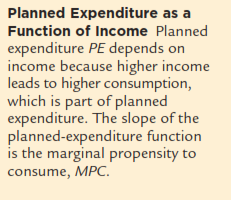 Planned Expenditure as a
Function of Income Planned
expenditure PE depends on
income because higher income
leads to higher consumption,
which is part of planned
expenditure. The slope of the
planned-expenditure function
is the marginal propensity to
consume, MPC.